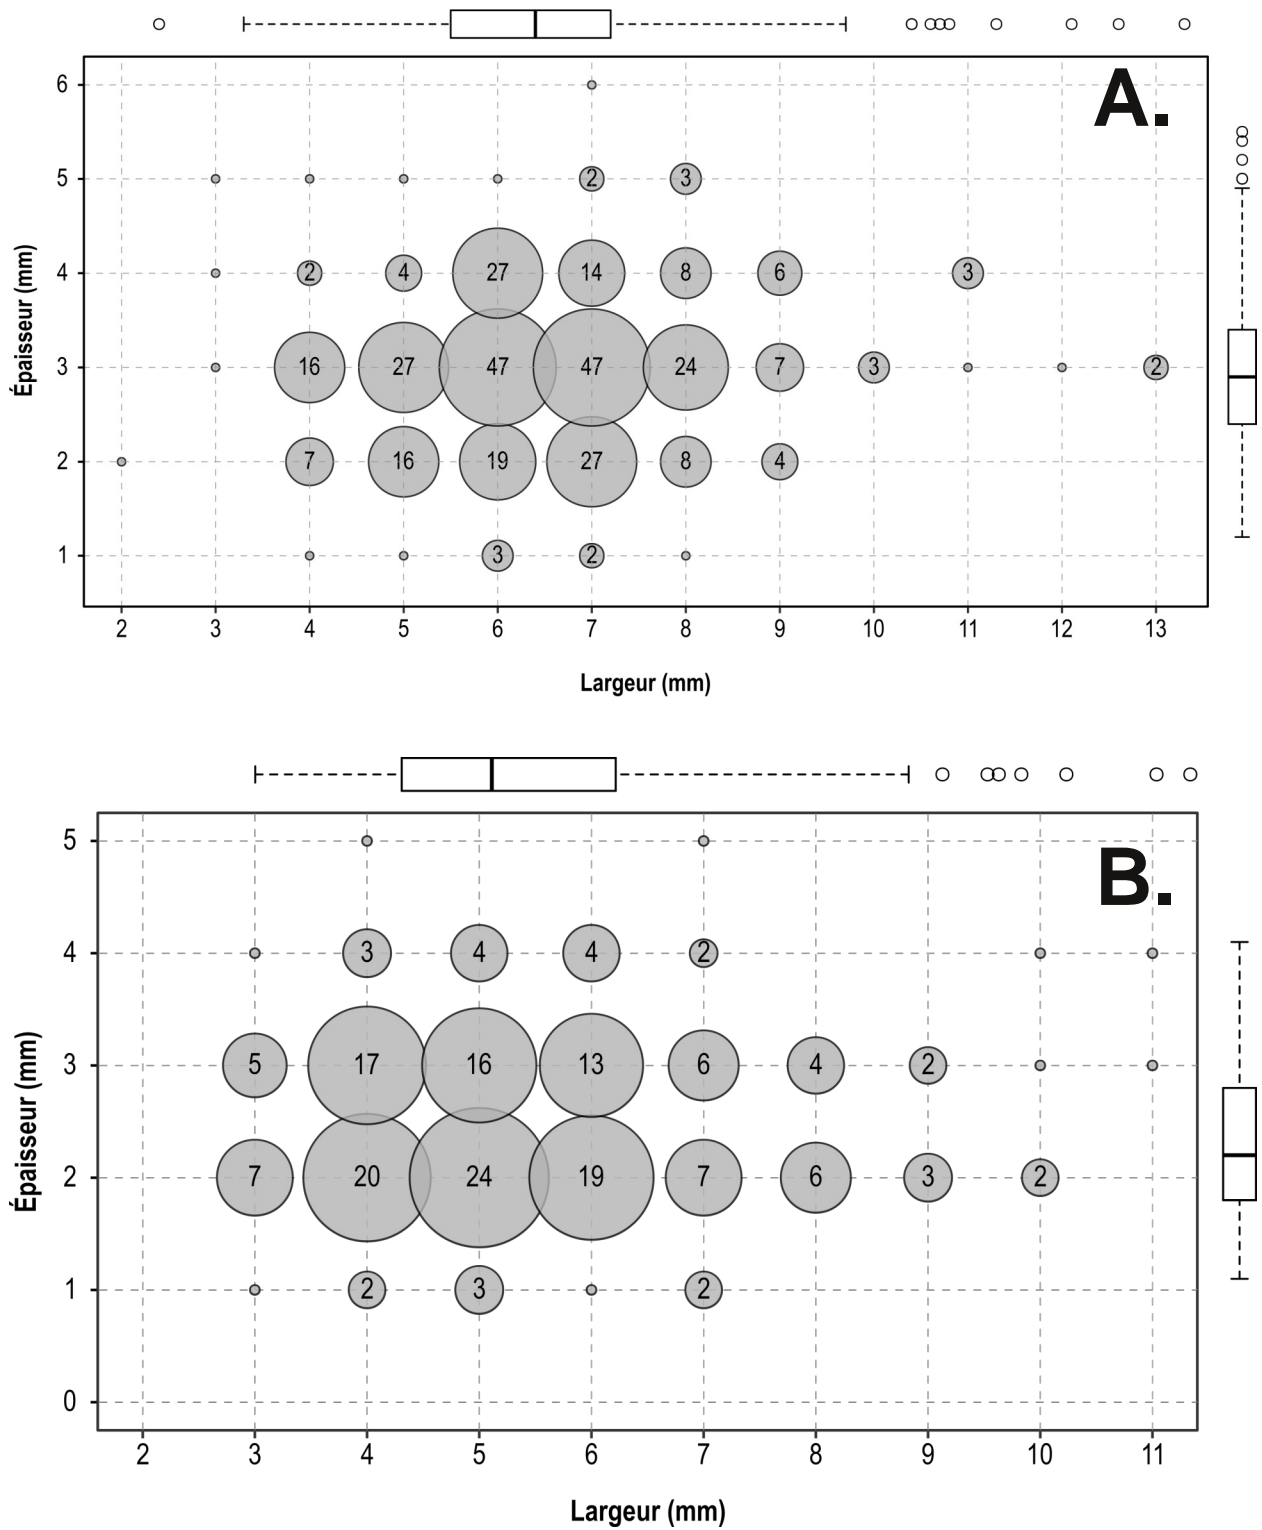 A.
6
5 2 3
4 2 4 27 14 8 6 3
3 16 27 47 47 24 7 3 2
2 7 16 19 27 8 4
1 3 2
2 3 4 5 6 7 8 9 10 11 12 13
Épaisseur (mm)
Largeur (mm)
B.
5
4 3 4 4 2
3 5 17 16 13 6 4 2
2 7 20 24 19 7 6 3 2
1 2 3 2
0
2 3 4 5 6 7 8 9 10 11
Épaisseur (mm)
Largeur (mm)